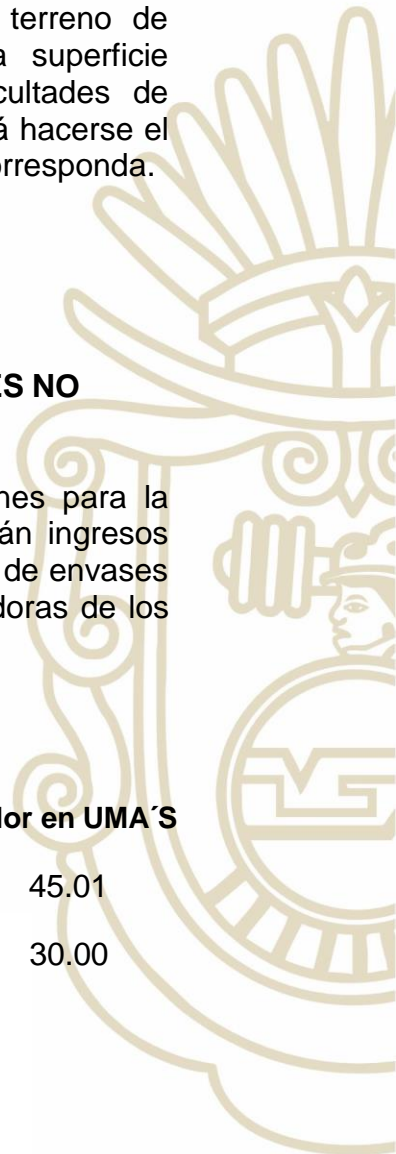 terreno de
superficie
cultades de
á hacerse el
orresponda.
ES NO
nes para la
án ingresos
de envases
doras de los
lor en UMA´S
45.01
30.00